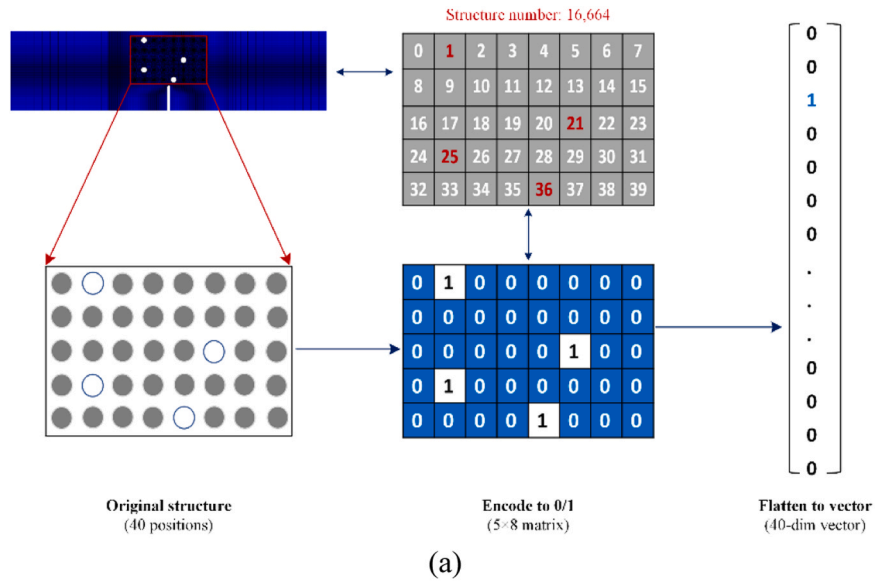 Structure number: 16,664
0 1 2 3 4 5 6 7
8 9 10 11 12 13 14 15
16 17 18 19 20 21 22 23
24 25 26 27 28 29 30 31
32 33 34 35 36 37 38 39
0 1 0 0 0 0 0 0
0 0 0 0 0 0 0 0
0 0 0 0 0 1 0 0
0 1 0 0 0 0 0 0
0 0 0 0 1 0 0 0
0
0
1
0
0
0
0
.
.
.
0
0
0
0
Original structure
(40 positions)
Encode to 0/1
(5×8 matrix)
Flatten to vector
(40-dim vector)
(a)